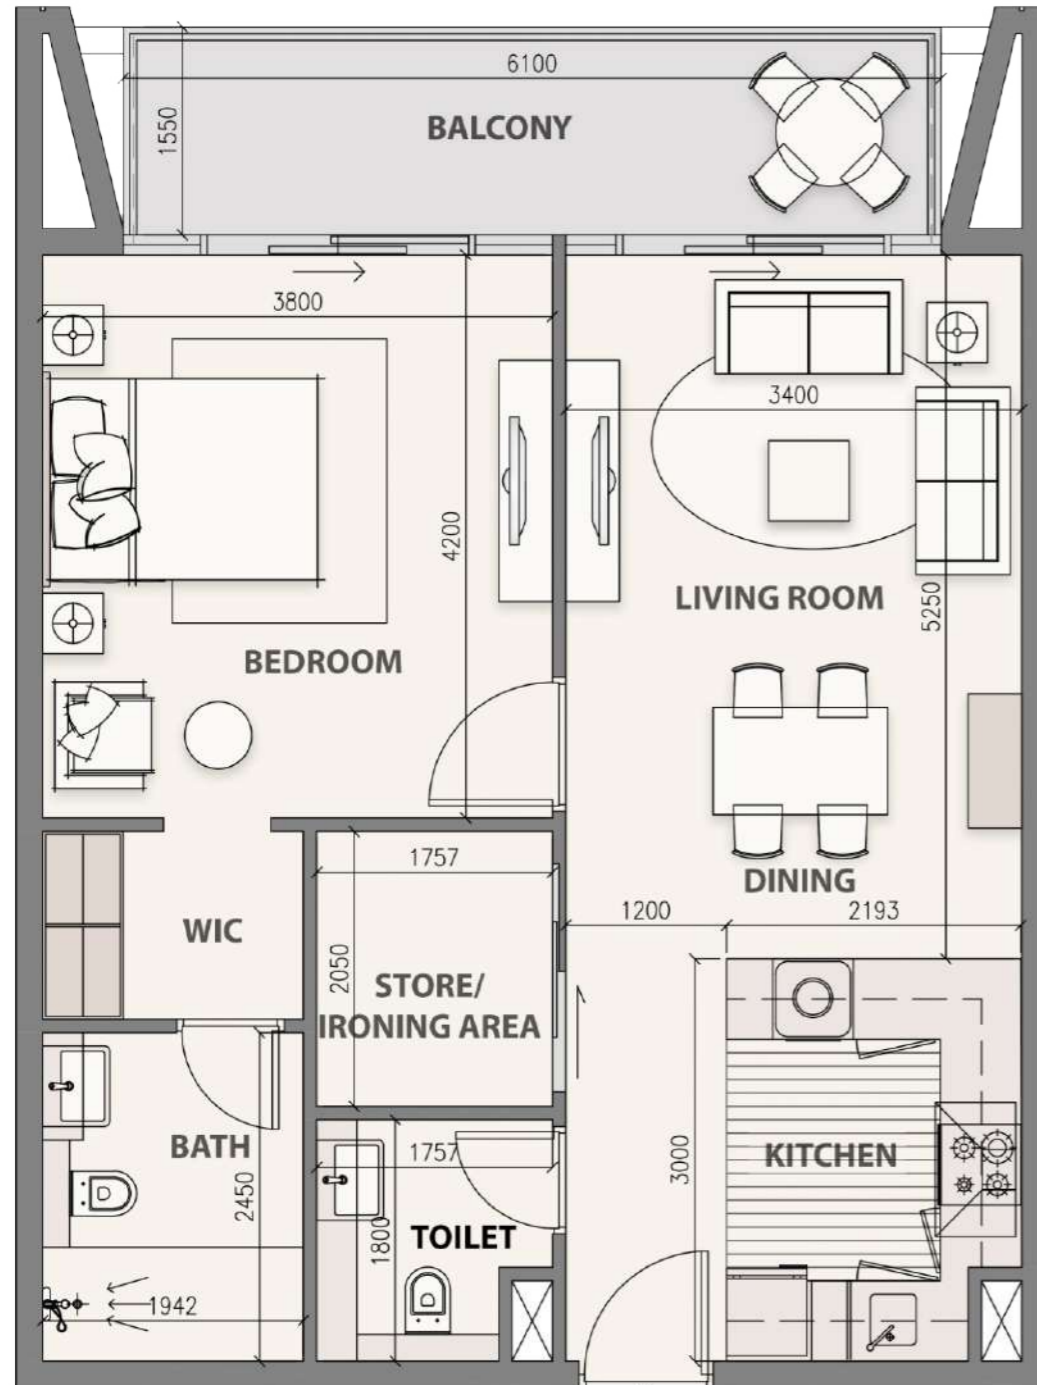 6100
1550
BALCONY
3800
3400
4200
LIVING ROOM
5250
BEDROOM
1757
DINING
1200
2193
WIC
2050
STORE/
IRONING AREA
BATH
2450
1757
1800
TOILET
3000
KITCHEN
1942